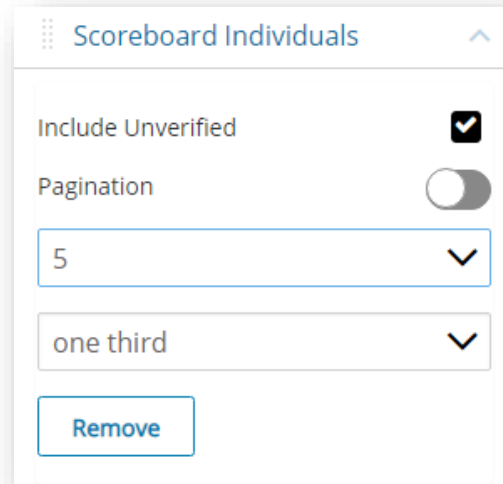 Scoreboard Individuals
Include Unverified
Pagination
5
one third
Remove